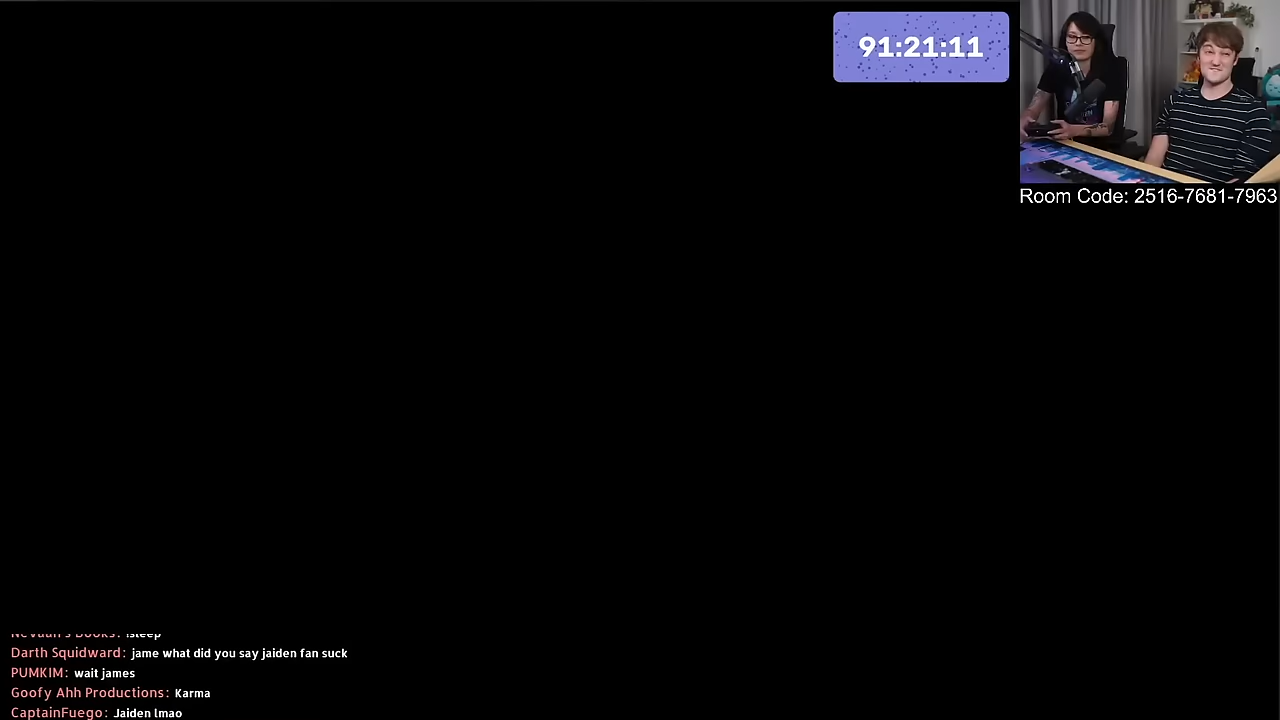 91:21:11
Room Code: 2516-7681-7963
Darth Squidward: jame what did you say jaiden fan suck
PUMKIM: wait james
Goofy Ahh Productions: Karma
CaptainFuego: Jaiden lmao